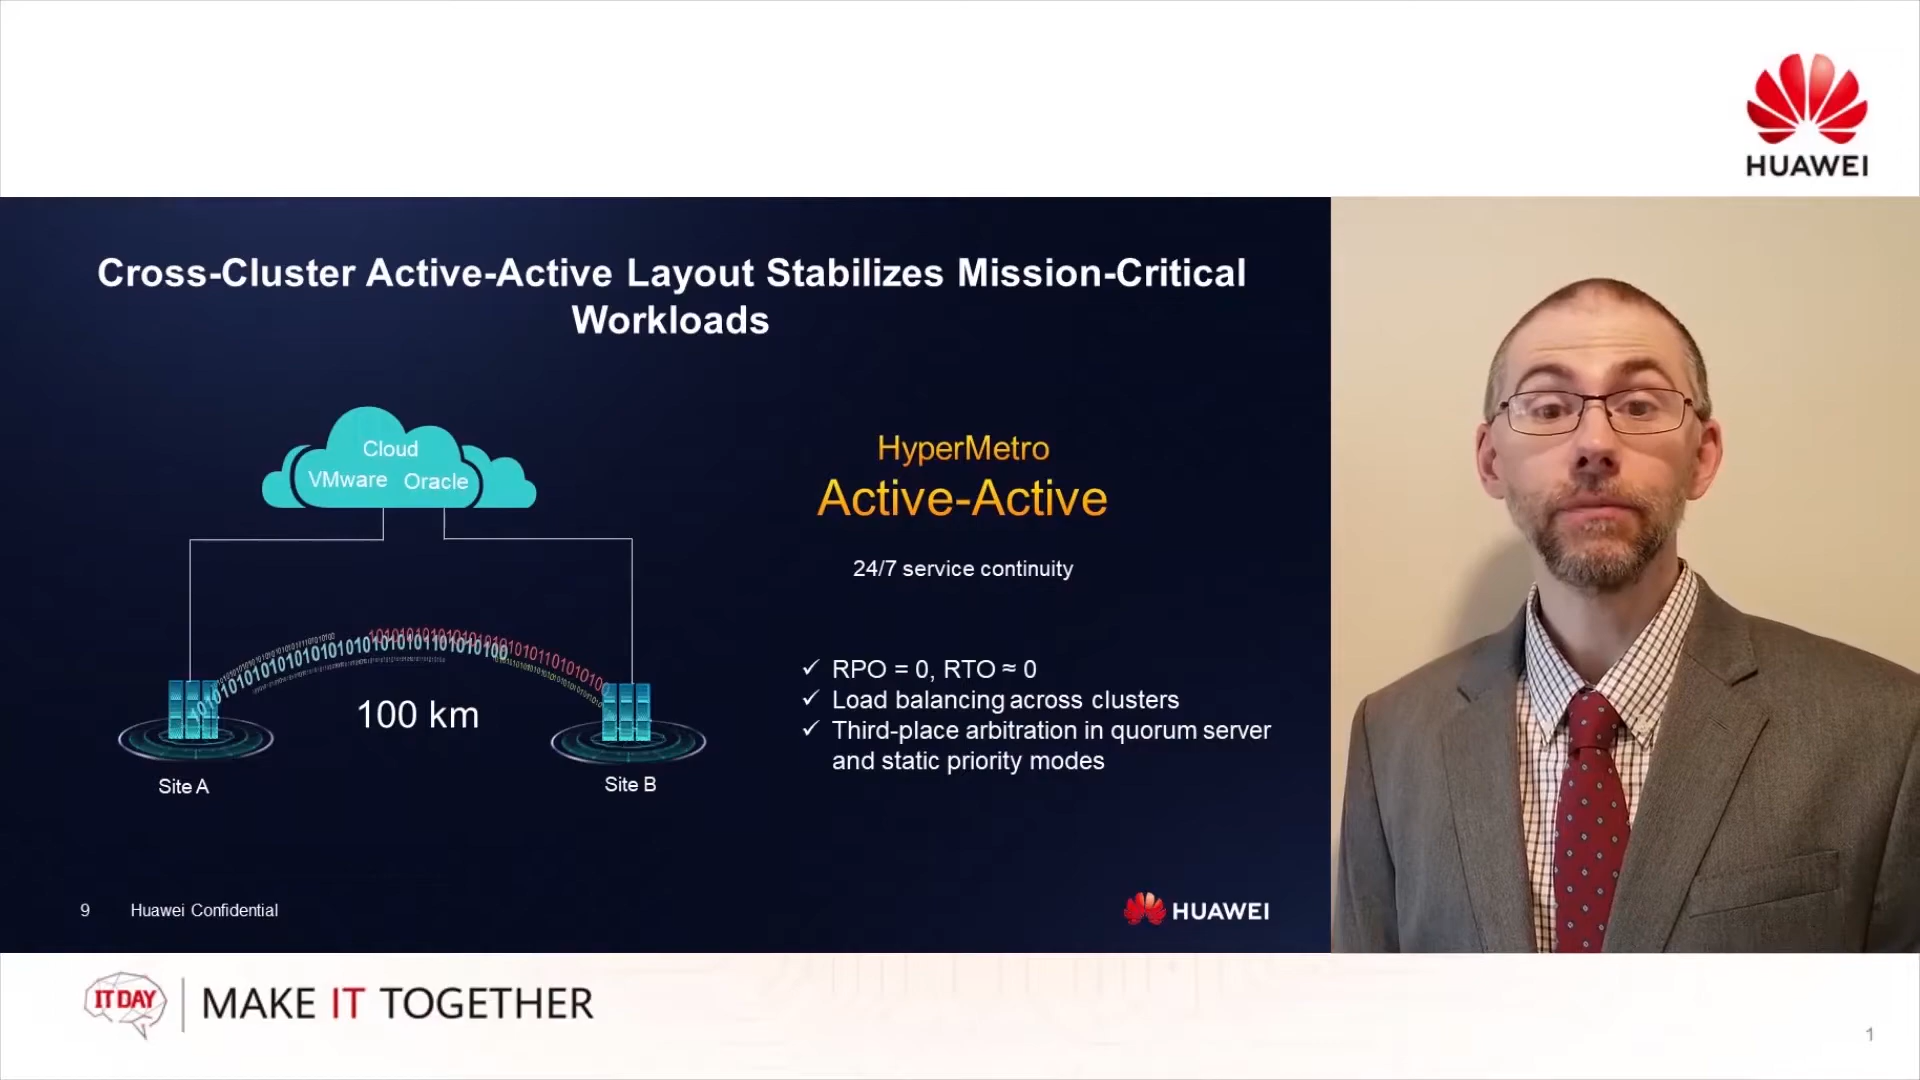 HUAWEI
Cross-Cluster Active-Active Layout Stabilizes Mission-Critical
Workloads
Cloud
VMware Oracle
HyperMetro
Active-Active
24/7 service continuity
100 km
Site A
Site B
✓ RPO = 0, RTO ≈ 0
✓ Load balancing across clusters
✓ Third-place arbitration in quorum server
and static priority modes
9 Huawei Confidential
HUAWEI
IT DAY
MAKE IT TOGETHER
1